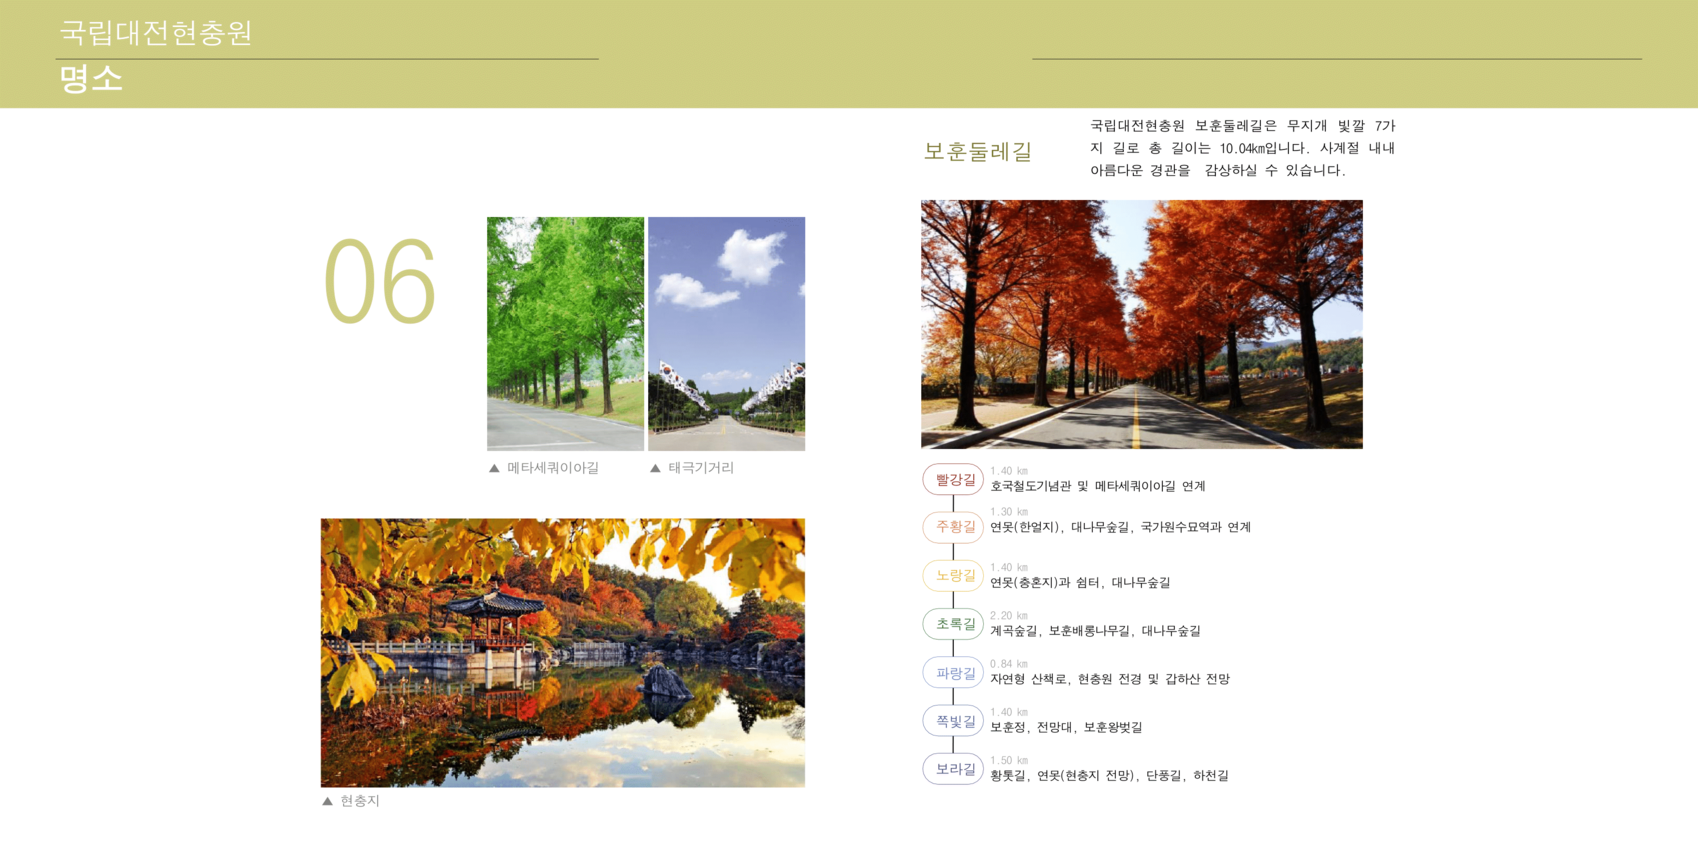 국립대전현충원
명소
06
▲ 메타세쿼이아길
▲ 태극기거리
▲ 현충지
보훈둘레길
국립대전현충원 보훈둘레길은 무지개 빛깔 7가
지 길로 총 길이는 10.04㎞입니다. 사계절 내내
아름다운 경관을 감상하실 수 있습니다.
빨강길
1.40 ㎞
호국철도기념관 및 메타세쿼이아길 연계
주황길
1.30 ㎞
연못(한얼지), 대나무숲길, 국가원수묘역과 연계
노랑길
1.40 ㎞
연못(충혼지)과 쉼터, 대나무숲길
초록길
2.20 ㎞
계곡숲길, 보훈배롱나무길, 대나무숲길
파랑길
0.84 ㎞
자연형 산책로, 현충원 전경 및 갑하산 전망
쪽빛길
1.40 ㎞
보훈정, 전망대, 보훈왕벚길
보라길
1.50 ㎞
황톳길, 연못(현충지 전망), 단풍길, 하천길